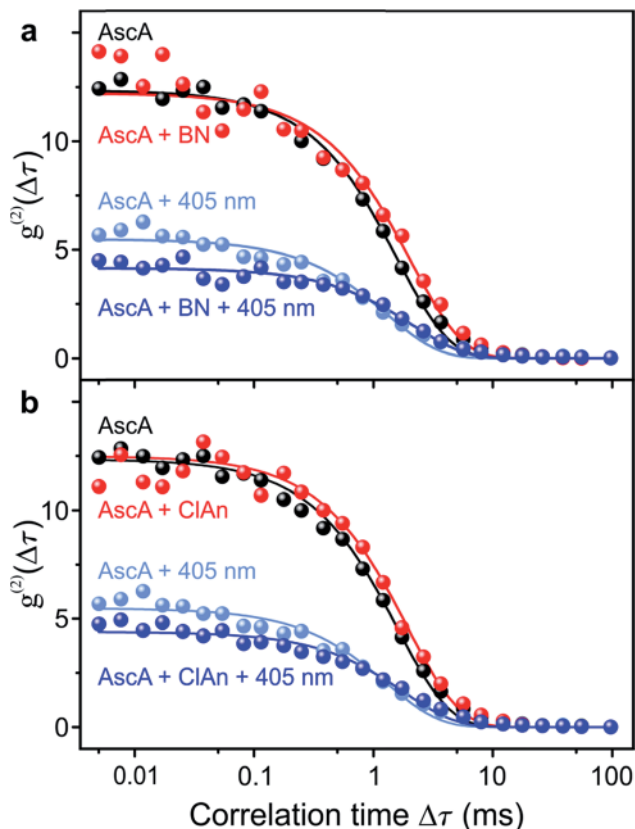 a
AscA
AscA + BN
AscA + 405 nm
AscA + BN + 405 nm
g(2)(Δτ)
10
5
0
b
AscA
AscA + ClAn
AscA + 405 nm
AscA + ClAn + 405 nm
g(2)(Δτ)
10
5
0
0.01 0.1 1 10 100
Correlation time Δτ (ms)